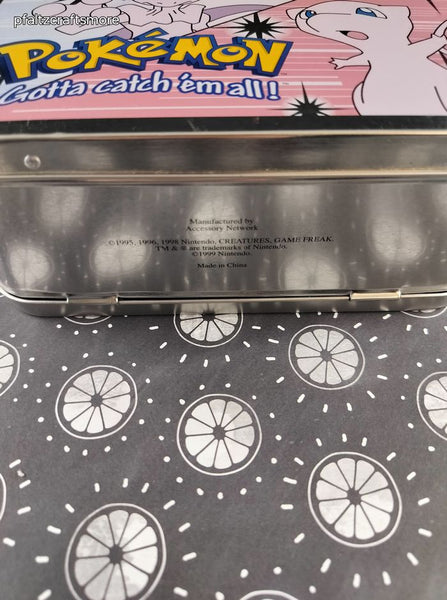 pfaltzcraftsmore
POKéMON
Gotta catch 'em all!
Manufactured by
Accessory Network
©1995, 1996, 1998 Nintendo, CREATURES, GAME FREAK.
TM & ® are trademarks of Nintendo.
©1999 Nintendo.
Made in China